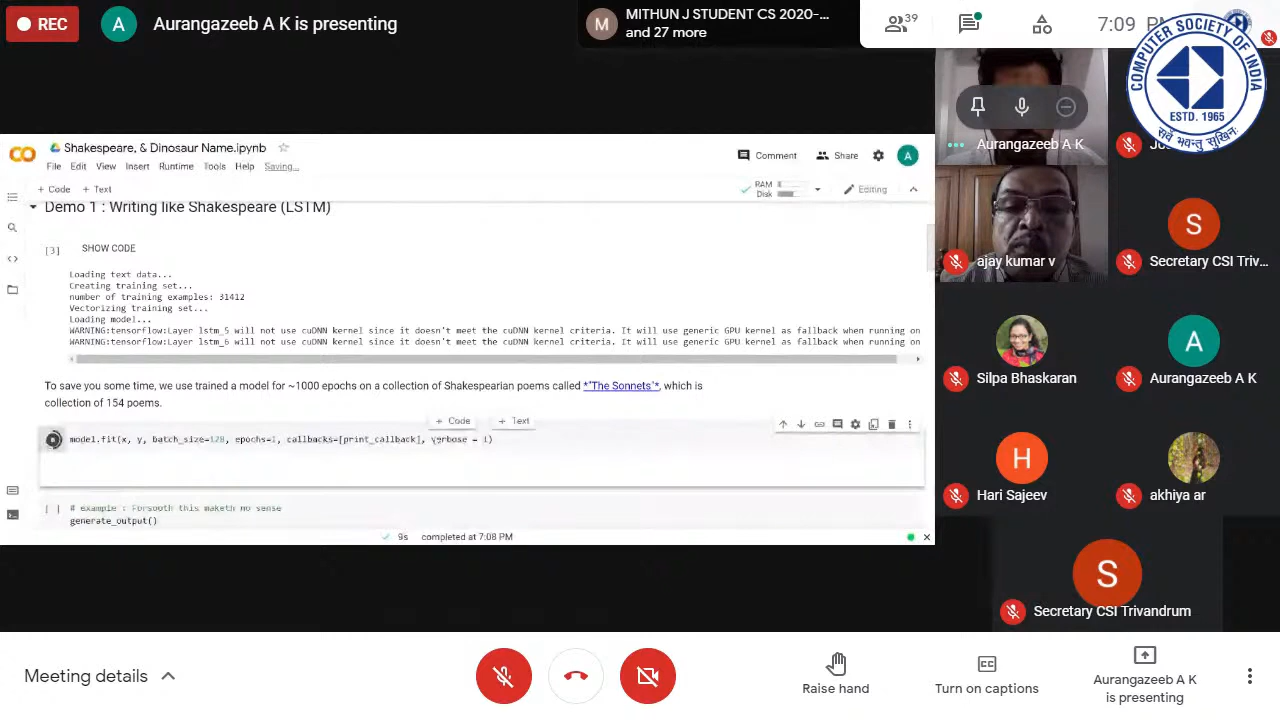 REC
A
Aurangazeeb A K is presenting
M
MITHUN J STUDENT CS 2020-...
and 27 more
39
7:09
COMPUTER SOCIETY OF INDIA
ESTD. 1965
Aurangazeeb A K
ajay kumar v
S
Secretary CSI Triv...
Silpa Bhaskaran
A
Aurangazeeb A K
H
Hari Sajeev
akhiya ar
S
Secretary CSI Trivandrum
Shakespeare, & Dinosaur Name.ipynb
File Edit View Insert Runtime Tools Help Saving...
Comment Share A
+ Code + Text
RAM
Disk
Editing
Demo 1 : Writing like Shakespeare (LSTM)
[3] SHOW CODE
Loading text data...
Creating training set...
number of training examples: 31412
Vectorizing training set...
Loading model...
WARNING:tensorflow:Layer lstm_5 will not use cuDNN kernel since it doesn't meet the cuDNN kernel criteria. It will use generic GPU kernel as fallback when running on
WARNING:tensorflow:Layer lstm_6 will not use cuDNN kernel since it doesn't meet the cuDNN kernel criteria. It will use generic GPU kernel as fallback when running on
To save you some time, we use trained a model for ~1000 epochs on a collection of Shakespearian poems called *"The Sonnets"*, which is
collection of 154 poems.
+ Code + Text
model.fit(x, y, batch_size=128, epochs=1, callbacks=[print_callback], verbose = 1)
[ ] # example : Forsooth this maketh no sense
generate_output()
9s completed at 7:08 PM
Meeting details
Raise hand
CC
Turn on captions
Aurangazeeb A K
is presenting